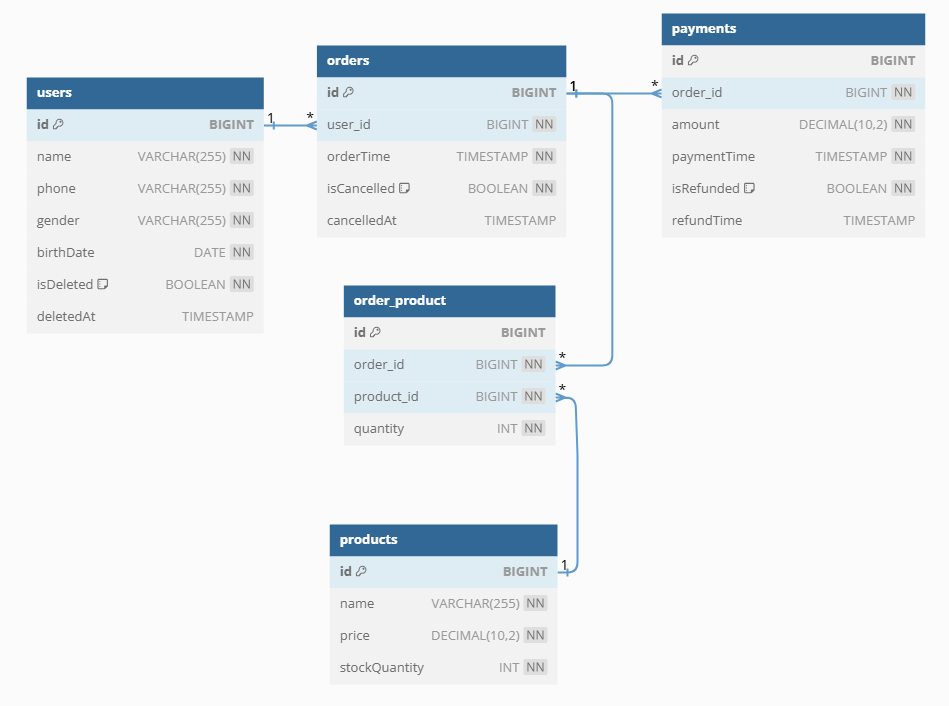 users
id BIGINT
name VARCHAR(255) NN
phone VARCHAR(255) NN
gender VARCHAR(255) NN
birthDate DATE NN
isDeleted BOOLEAN NN
deletedAt TIMESTAMP
1 *
orders
id BIGINT
user_id BIGINT NN
orderTime TIMESTAMP NN
isCancelled BOOLEAN NN
cancelledAt TIMESTAMP
1 *
payments
id BIGINT
order_id BIGINT NN
amount DECIMAL(10,2) NN
paymentTime TIMESTAMP NN
isRefunded BOOLEAN NN
refundTime TIMESTAMP
order_product
id BIGINT
order_id BIGINT NN *
product_id BIGINT NN *
quantity INT NN
products
id BIGINT 1
name VARCHAR(255) NN
price DECIMAL(10,2) NN
stockQuantity INT NN